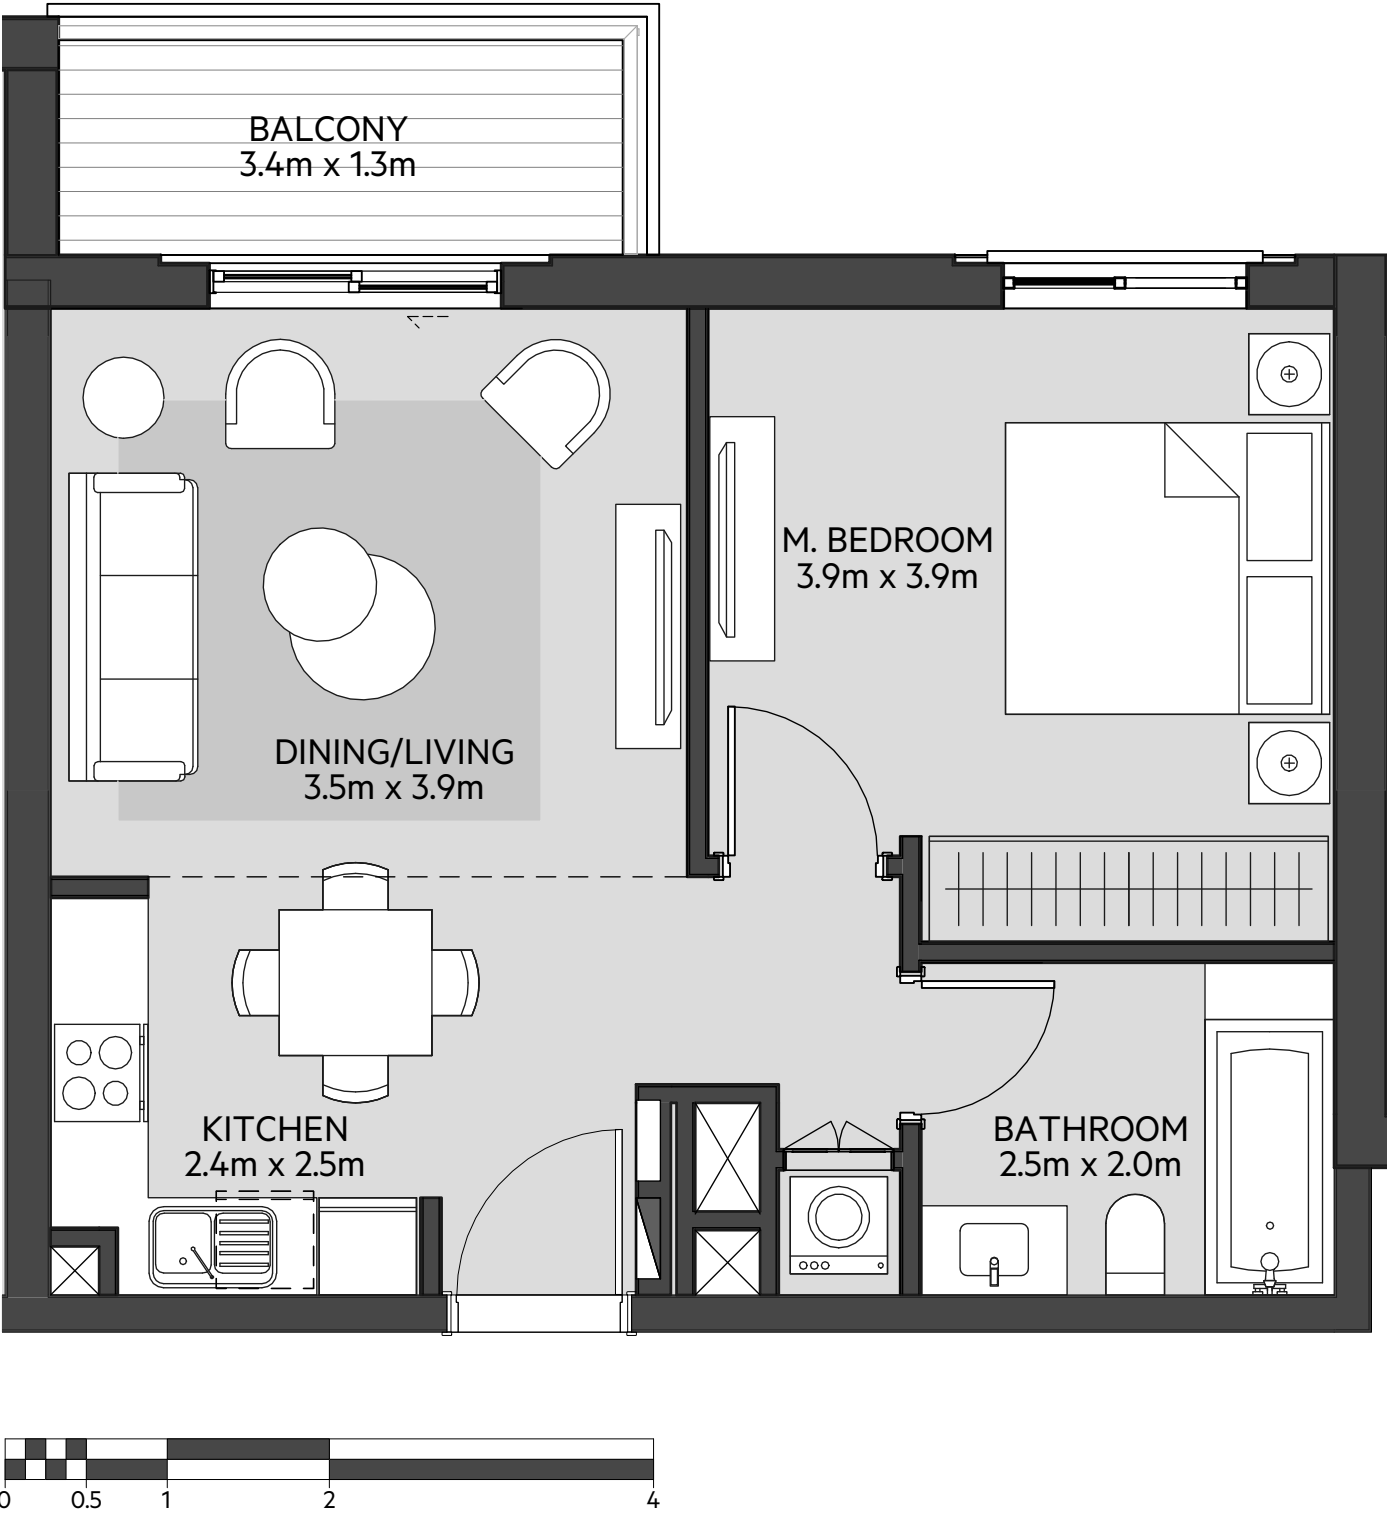 BALCONY
3.4m x 1.3m
M. BEDROOM
3.9m x 3.9m
DINING/LIVING
3.5m x 3.9m
KITCHEN
2.4m x 2.5m
BATHROOM
2.5m x 2.0m
0 0.5 1 2 4